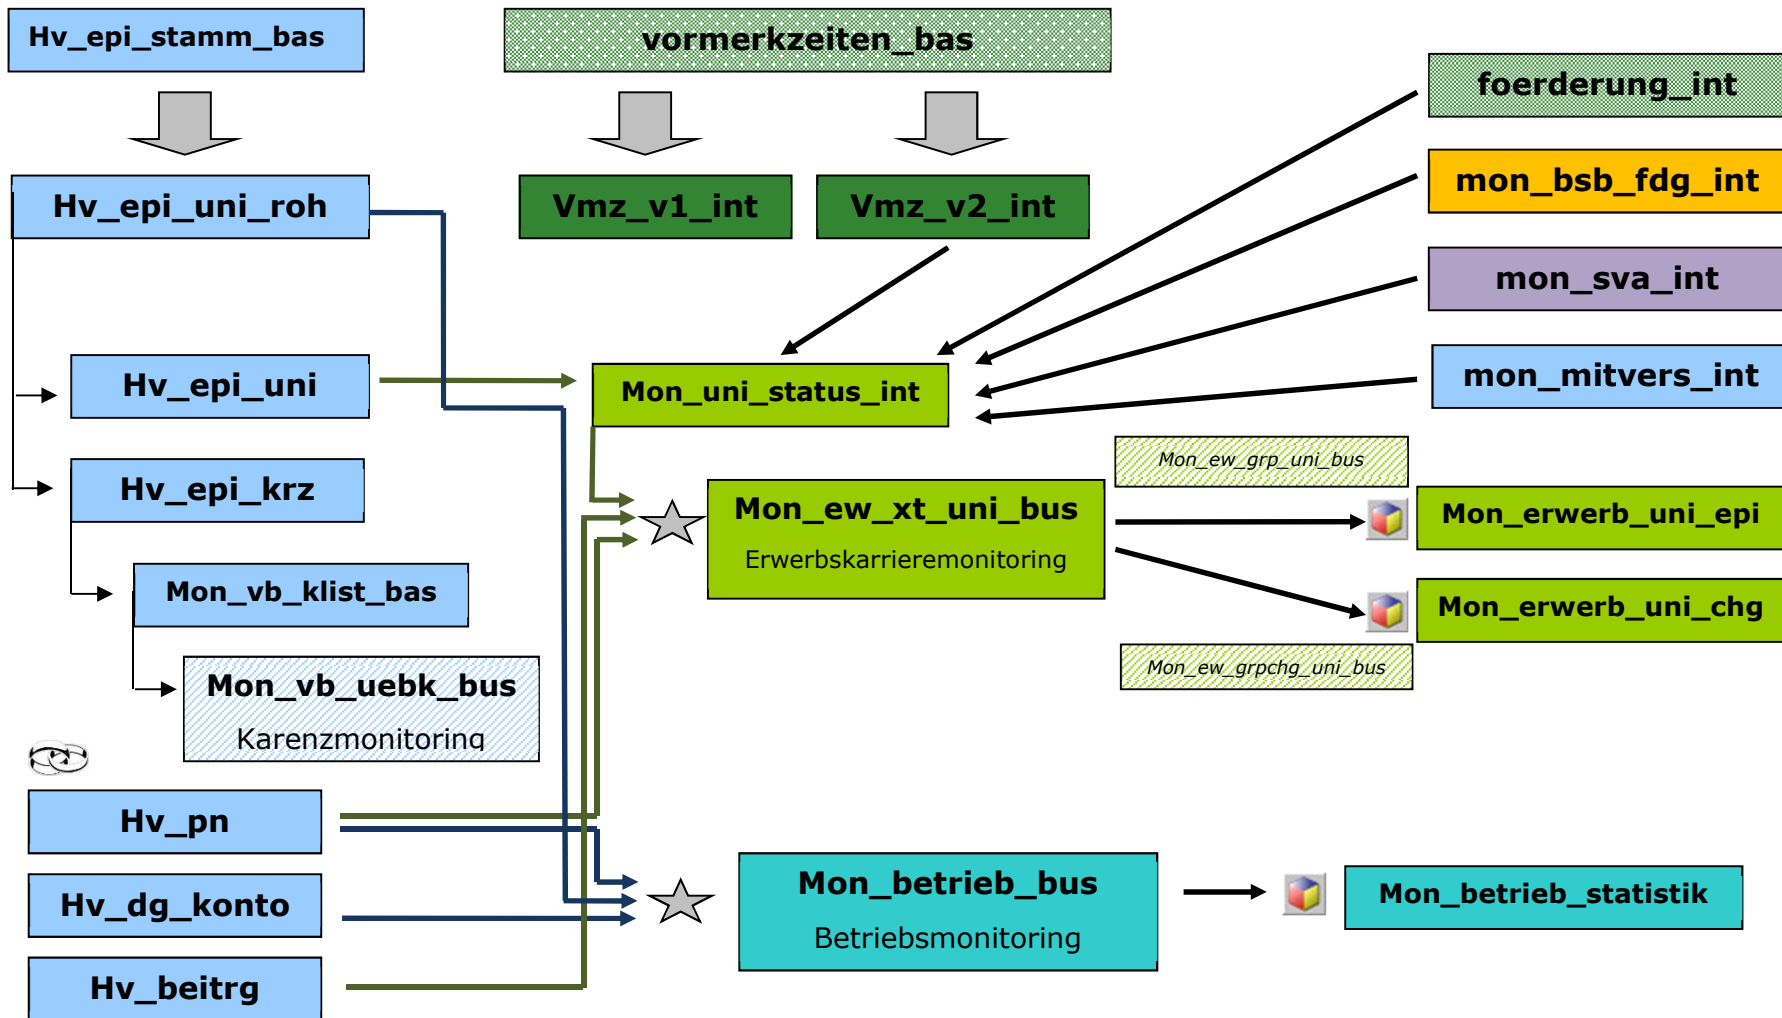 Hv_epi_stamm_bas
vormerkzeiten_bas
foerderung_int
mon_bsb_fdg_int
Hv_epi_uni_roh
Vmz_v1_int
Vmz_v2_int
mon_sva_int
Hv_epi_uni
Mon_uni_status_int
mon_mitvers_int
Mon_ew_grp_uni_bus
Hv_epi_krz
Mon_ew_xt_uni_bus
Erwerbskarrieremonitoring
Mon_erwerb_uni_epi
Mon_vb_klist_bas
Mon_erwerb_uni_chg
Mon_ew_grpchg_uni_bus
Mon_vb_uebk_bus
Karenzmonitoring
Hv_pn
Hv_dg_konto
Mon_betrieb_bus
Betriebsmonitoring
Mon_betrieb_statistik
Hv_beitrg